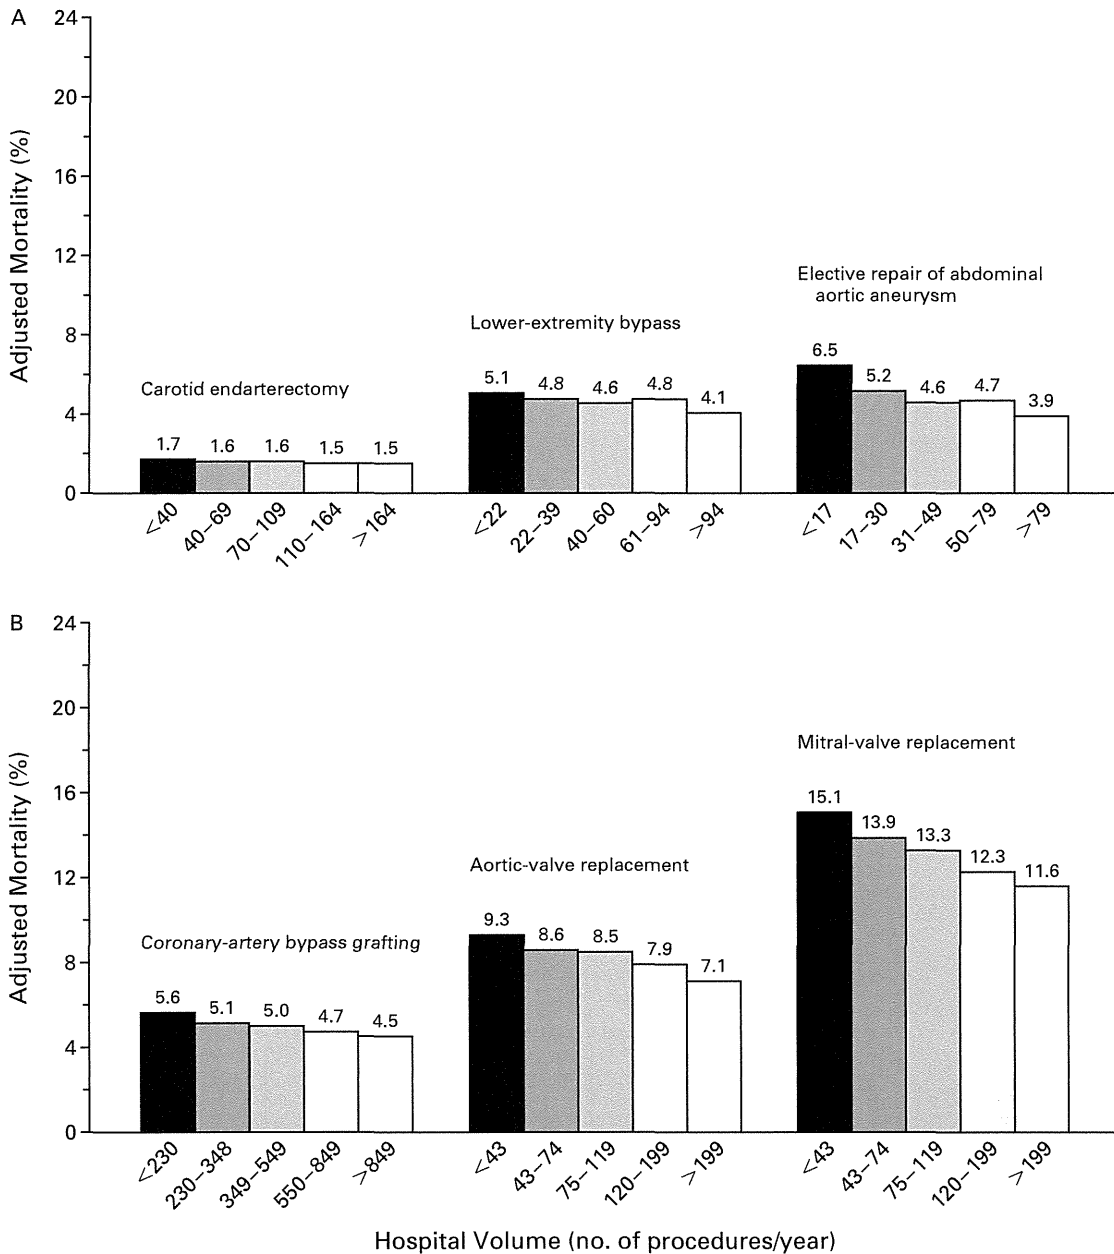 A
24
20
16
12
8
4
0
Adjusted Mortality (%)
Carotid endarterectomy
1.7 1.6 1.6 1.5 1.5
<40 40–69 70–109 110–164 >164
Lower-extremity bypass
5.1 4.8 4.6 4.8 4.1
<22 22–39 40–60 61–94 >94
Elective repair of abdominal
aortic aneurysm
6.5 5.2 4.6 4.7 3.9
<17 17–30 31–49 50–79 >79
B
24
20
16
12
8
4
0
Adjusted Mortality (%)
Coronary-artery bypass grafting
5.6 5.1 5.0 4.7 4.5
<230 230–348 349–549 550–849 >849
Aortic-valve replacement
9.3 8.6 8.5 7.9 7.1
<43 43–74 75–119 120–199 >199
Mitral-valve replacement
15.1 13.9 13.3 12.3 11.6
<43 43–74 75–119 120–199 >199
Hospital Volume (no. of procedures/year)